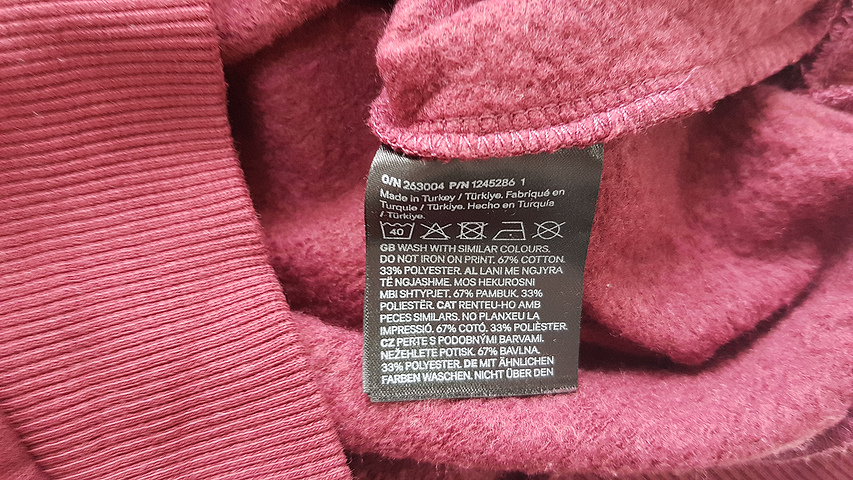 O/N 263004 P/N 1245286 1
Made in Turkey / Türkiye. Fabriqué en
Turquie / Türkiye. Hecho en Turquía
/ Türkiye.
40
GB WASH WITH SIMILAR COLOURS.
DO NOT IRON ON PRINT. 67% COTTON.
33% POLYESTER. AL LANI ME NGJYRA
TË NGJASHME. MOS HEKUROSNI
MBI SHTYPJET. 67% PAMBUK. 33%
POLIESTËR. CAT RENTEU-HO AMB
PECES SIMILARS. NO PLANXEU LA
IMPRESSIÓ. 67% COTÓ. 33% POLIÈSTER.
CZ PERTE S PODOBNÝMI BARVAMI.
NEŽEHLETE POTISK. 67% BAVLNA.
33% POLYESTER. DE MIT ÄHNLICHEN
FARBEN WASCHEN. NICHT ÜBER DEN